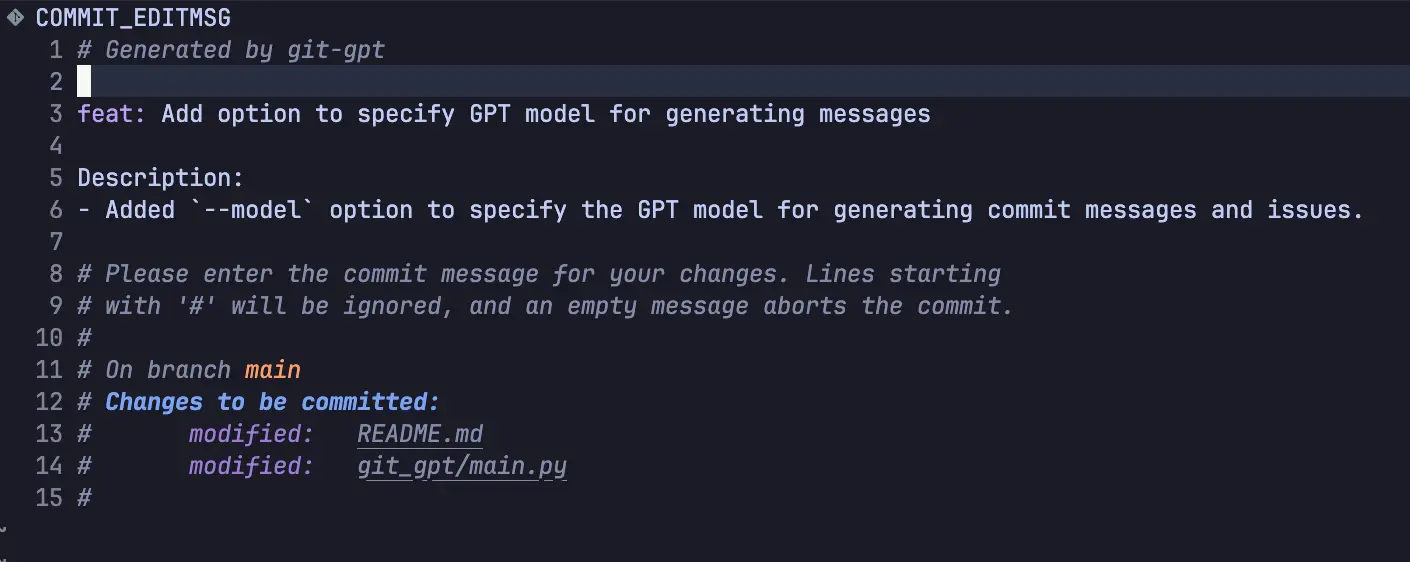 COMMIT_EDITMSG
1 # Generated by git-gpt
2
3 feat: Add option to specify GPT model for generating messages
4
5 Description:
6 - Added `--model` option to specify the GPT model for generating commit messages and issues.
7
8 # Please enter the commit message for your changes. Lines starting
9 # with '#' will be ignored, and an empty message aborts the commit.
10 #
11 # On branch main
12 # Changes to be committed:
13 #       modified:   README.md
14 #       modified:   git_gpt/main.py
15 #
~
~